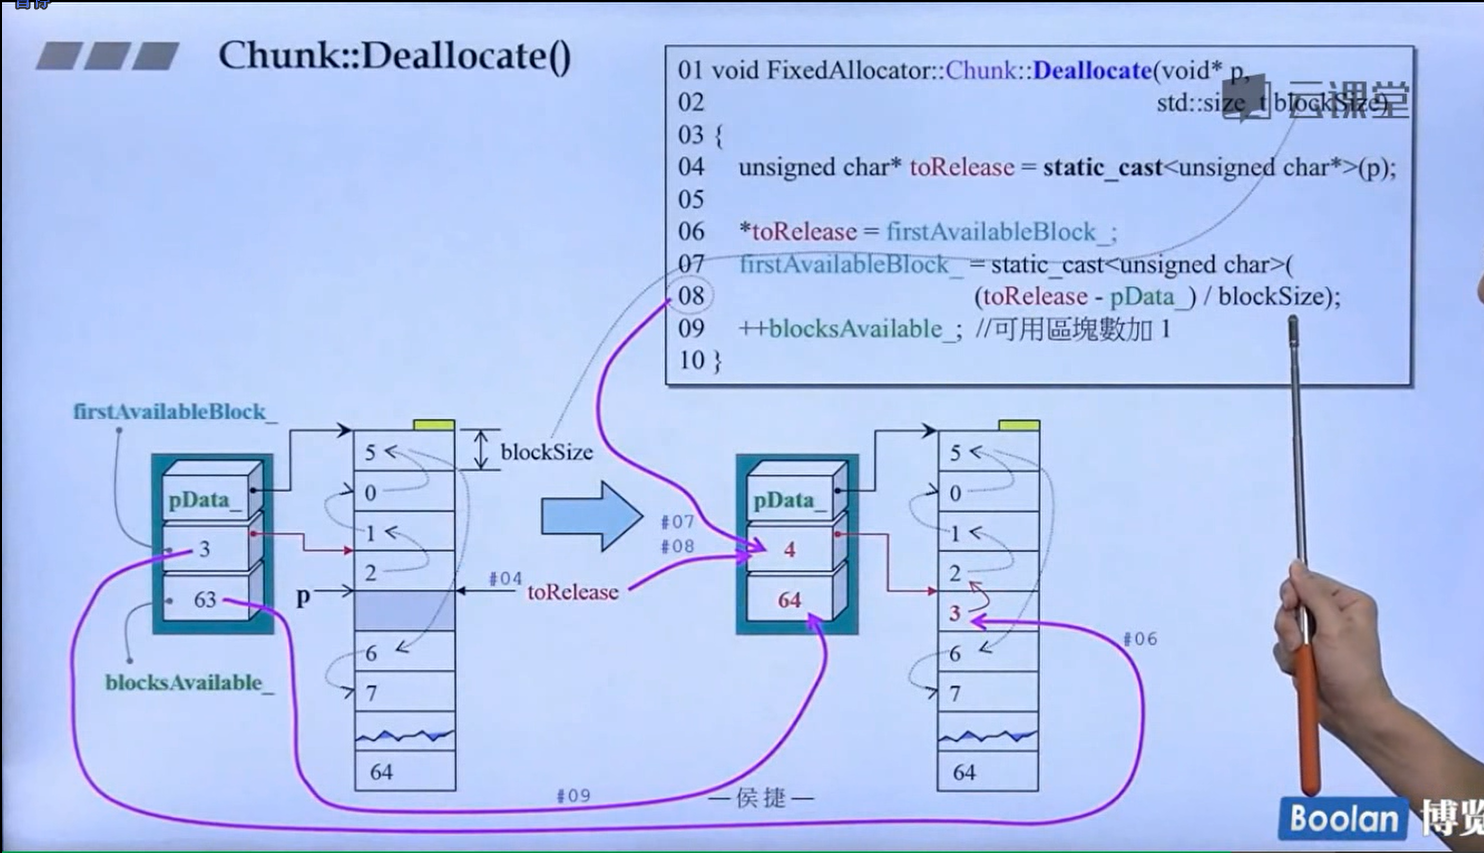 暂停
Chunk::Deallocate()
云课堂
01 void FixedAllocator::Chunk::Deallocate(void* p,
02 std::size_t blockSize)
03 {
04 unsigned char* toRelease = static_cast<unsigned char*>(p);
05
06 *toRelease = firstAvailableBlock_;
07 firstAvailableBlock_ = static_cast<unsigned char>(
08 (toRelease - pData_) / blockSize);
09 ++blocksAvailable_; //可用區塊數加 1
10 }
firstAvailableBlock_
pData_
3
63
blocksAvailable_
p
5
0
1
2
6
7
64
blockSize
#04
toRelease
#07
#08
pData_
4
64
5
0
1
2
3
6
7
64
#06
#09
—侯捷—
Boolan 博览